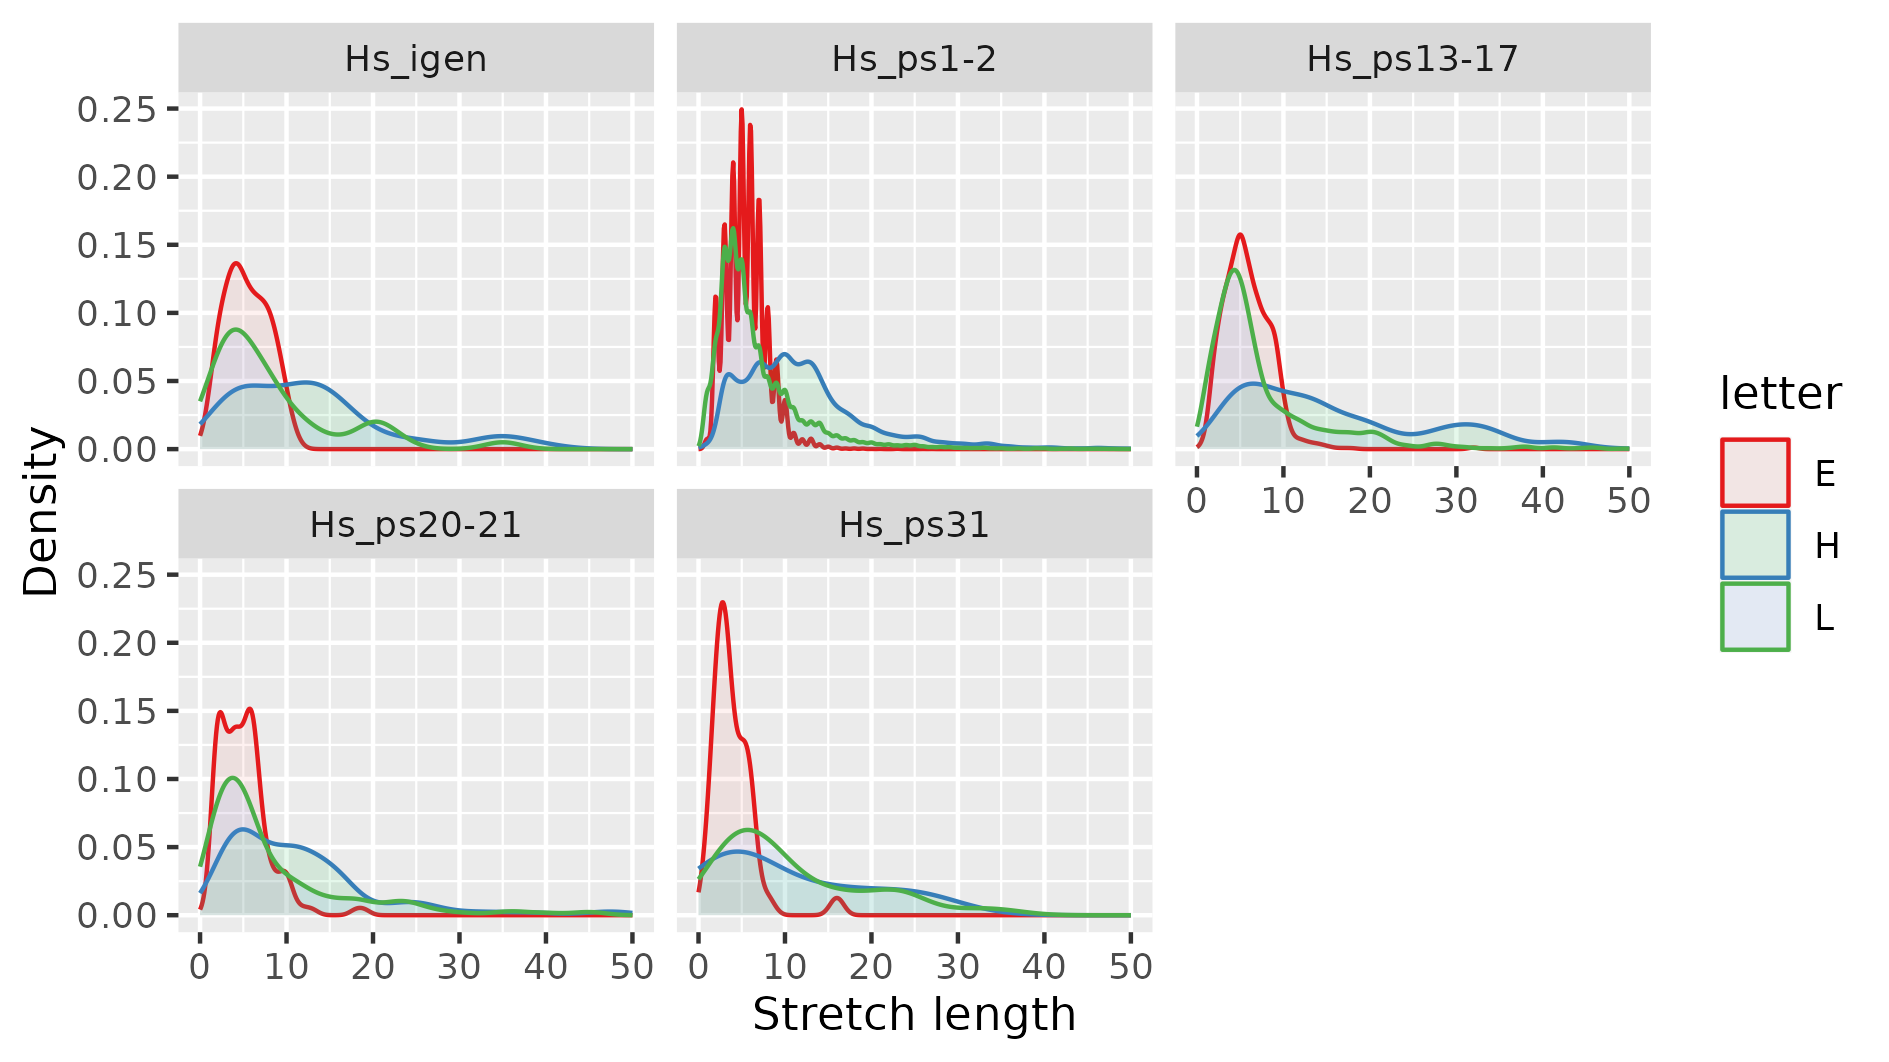 Hs_igen Hs_ps1-2 Hs_ps13-17
0.25
0.20
0.15
0.10
0.05
0.00
0 10 20 30 40 50
Hs_ps20-21 Hs_ps31
0.25
0.20
0.15
0.10
0.05
0.00
0 10 20 30 40 50 0 10 20 30 40 50
Stretch length
Density
letter
E
H
L